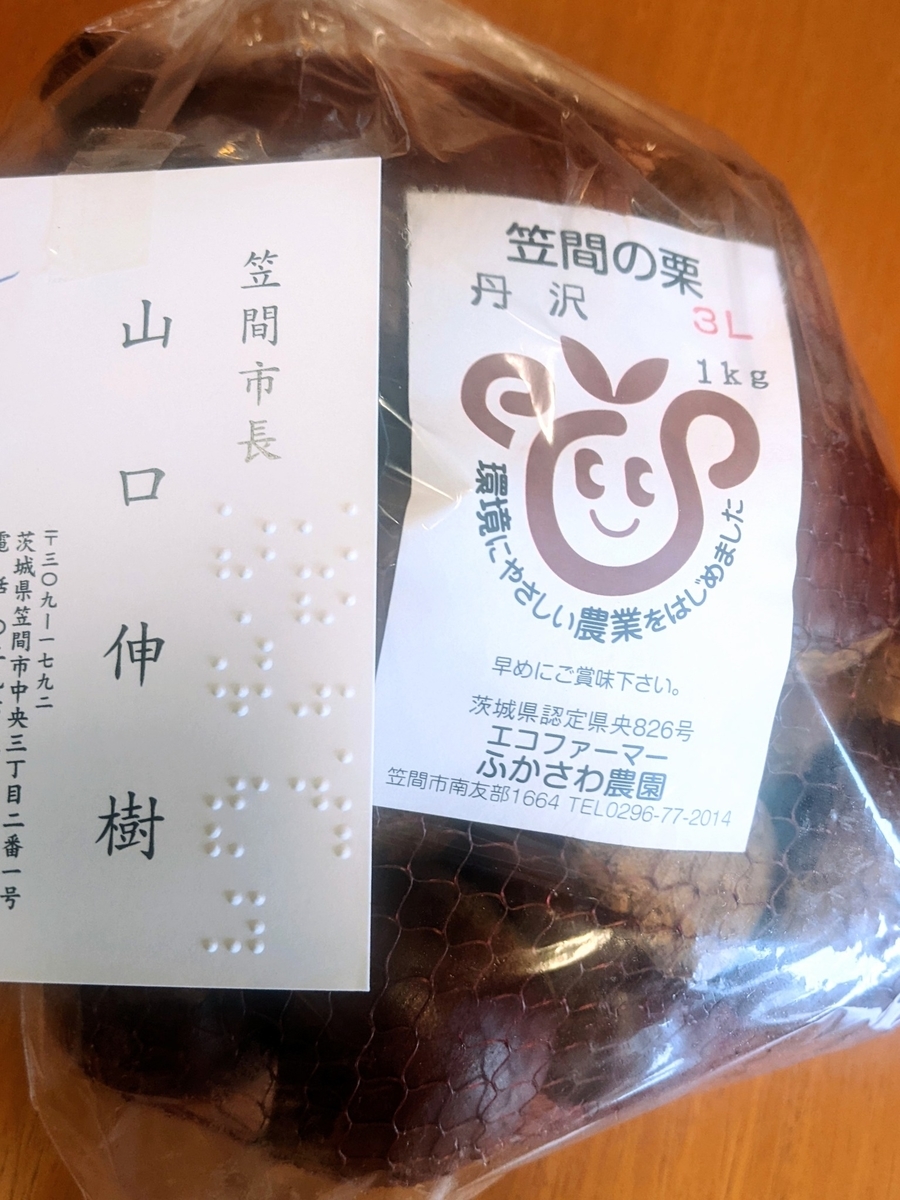 笠間市長
山口伸樹
〒三〇九―一七九二
茨城県笠間市中央三丁目二番一号
笠間の栗
丹沢
3L
1kg
環境にやさしい農業をはじめました
早めにご賞味下さい。
茨城県認定県央826号
エコファーマー
ふかさわ農園
笠間市南友部1664 TEL0296-77-2014